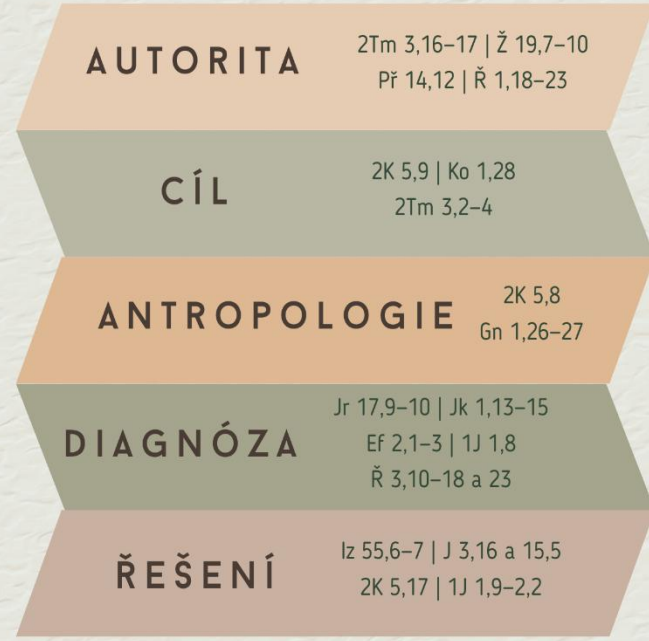 AUTORITA
2Tm 3,16–17 | Ž 19,7–10
Př 14,12 | Ř 1,18–23
CÍL
2K 5,9 | Ko 1,28
2Tm 3,2–4
ANTROPOLOGIE
2K 5,8
Gn 1,26–27
DIAGNÓZA
Jr 17,9–10 | Jk 1,13–15
Ef 2,1–3 | 1J 1,8
Ř 3,10–18 a 23
ŘEŠENÍ
Iz 55,6–7 | J 3,16 a 15,5
2K 5,17 | 1J 1,9–2,2